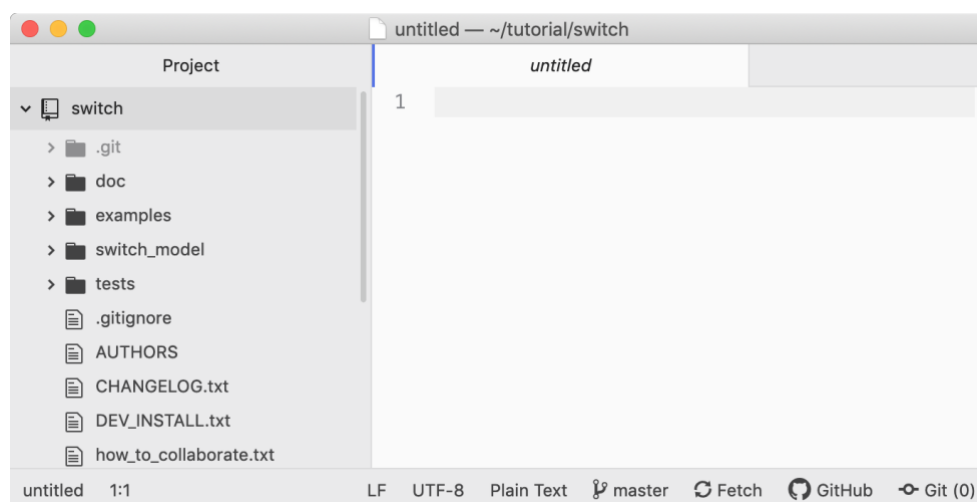 untitled — ~/tutorial/switch
Project
untitled
switch
1
.git
doc
examples
switch_model
tests
.gitignore
AUTHORS
CHANGELOG.txt
DEV_INSTALL.txt
how_to_collaborate.txt
untitled 1:1 LF UTF-8 Plain Text master Fetch GitHub Git (0)